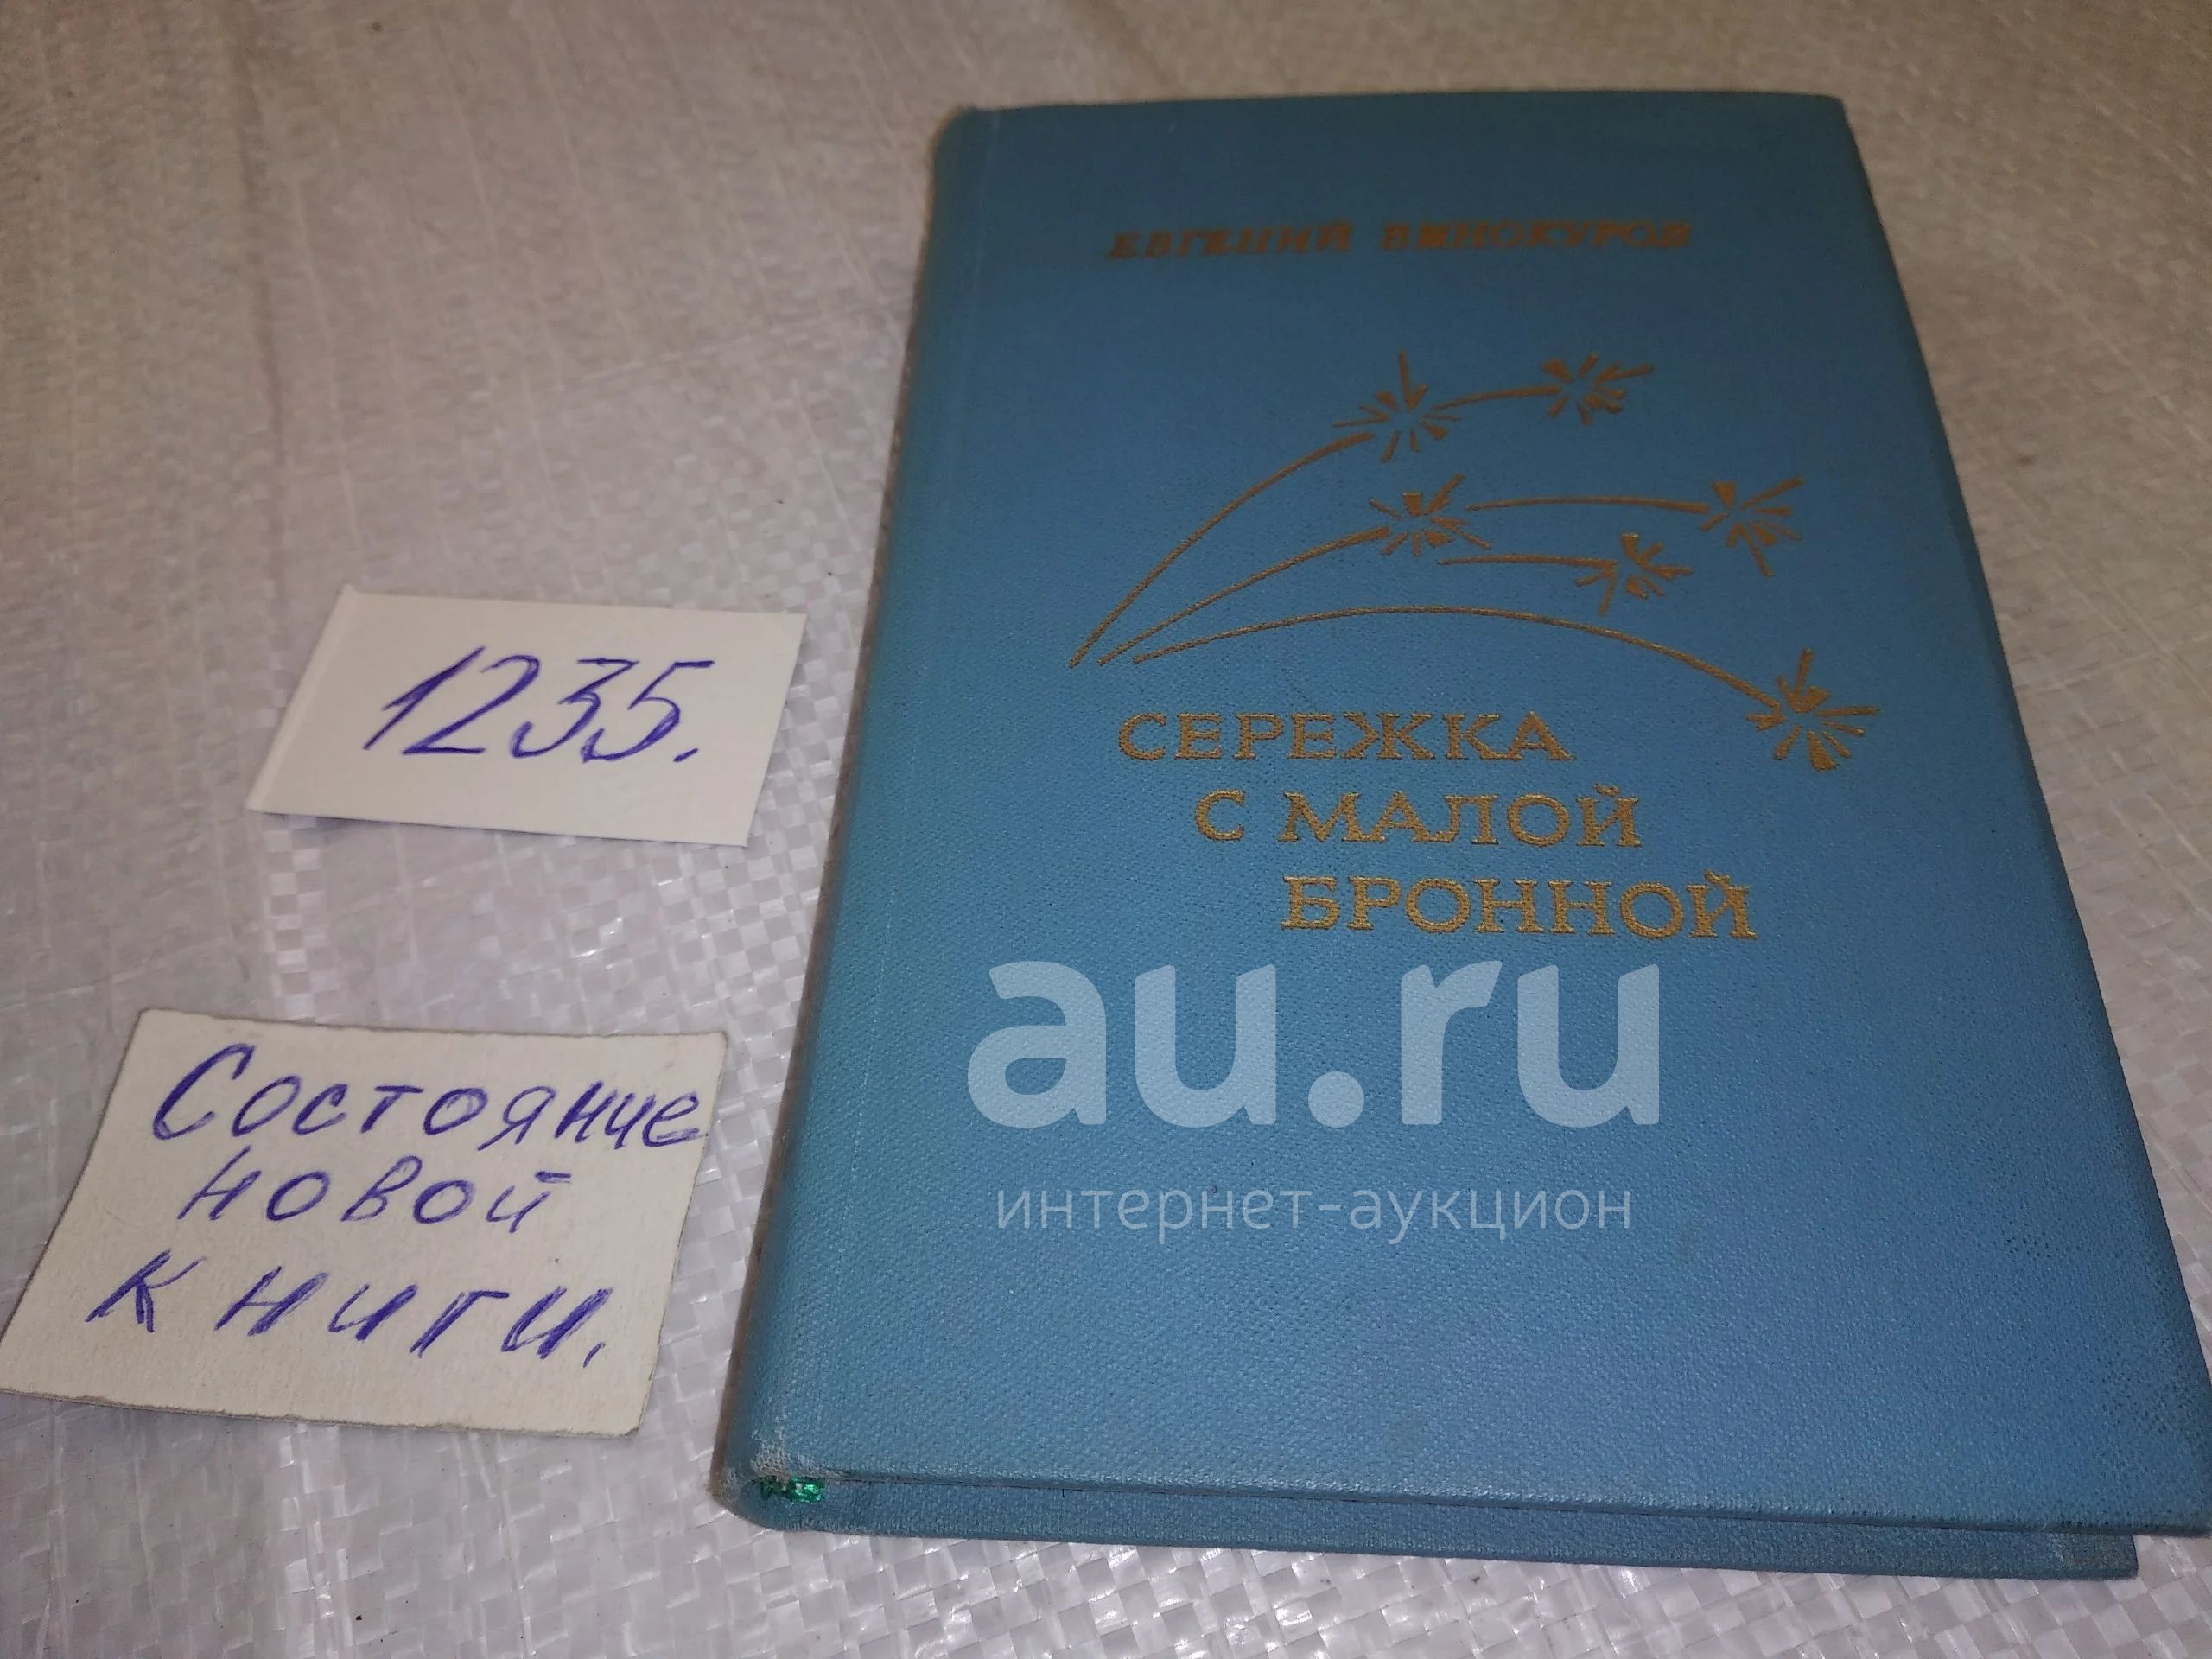 ЕВГЕНИЙ ВИНОКУРОВ
СЕРЕЖКА
С МАЛОЙ
БРОННОЙ
1235.
Состояние
новой
книги.
au.ru
интернет-аукцион